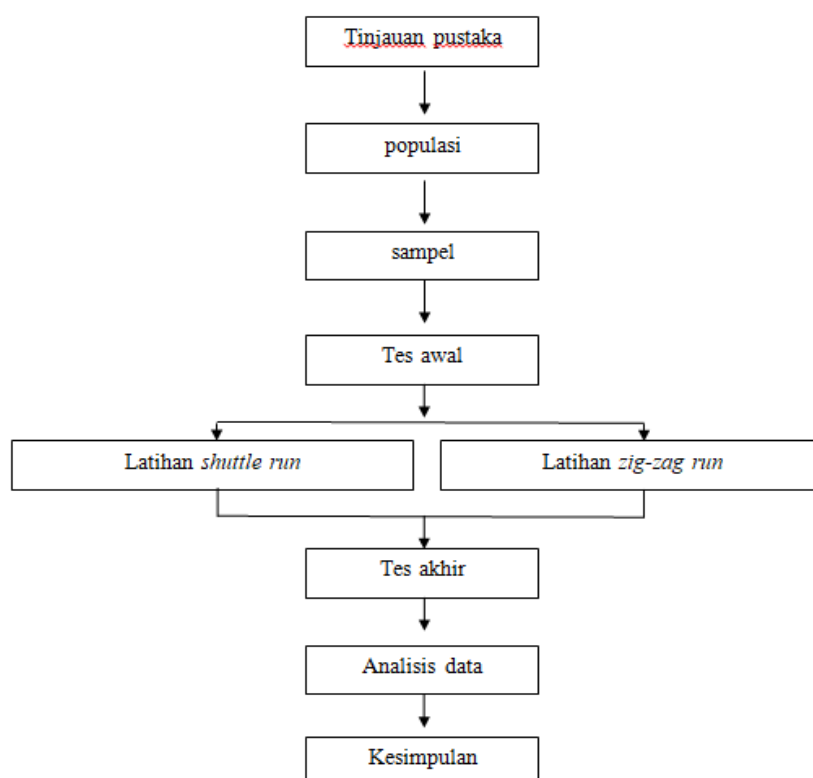 Tinjauan pustaka
populasi
sampel
Tes awal
Latihan shuttle run
Latihan zig-zag run
Tes akhir
Analisis data
Kesimpulan